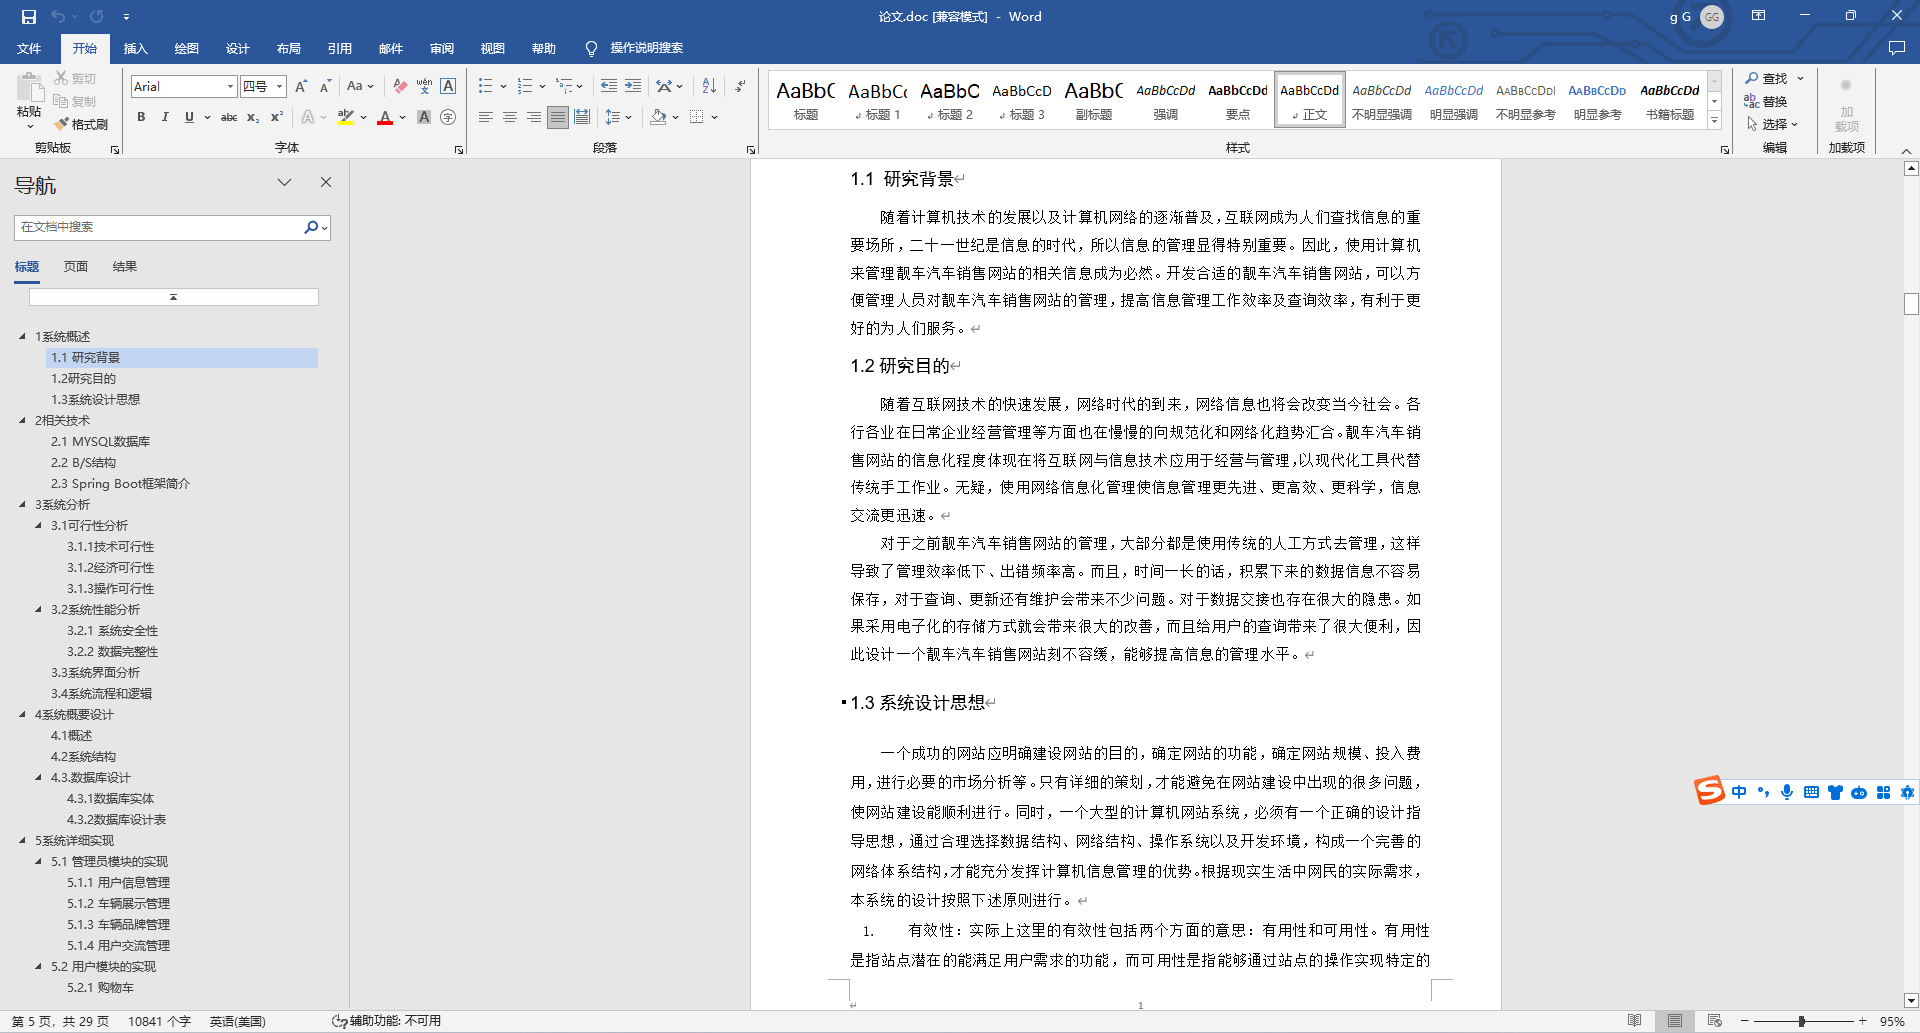 论文.doc [兼容模式] - Word
g G
GG
文件 开始 插入 绘图 设计 布局 引用 邮件 审阅 视图 帮助 操作说明搜索
粘贴
剪切
复制
格式刷
剪贴板
Arial 四号
字体
段落
AaBbC 标题
AaBbCc 标题 1
AaBbC 标题 2
AaBbCcD 标题 3
AaBbC 副标题
AaBbCcDd 强调
AaBbCcDd 要点
AaBbCcDd 正文
AaBbCcDd 不明显强调
AaBbCcDd 明显强调
AaBbCcDd 不明显参考
AaBbCcDd 明显参考
AaBbCcDd 书籍标题
样式
查找
替换
选择
编辑
加
载项
加载项
导航
在文档中搜索
标题 页面 结果
1系统概述
1.1 研究背景
1.2研究目的
1.3系统设计思想
2相关技术
2.1 MYSQL数据库
2.2 B/S结构
2.3 Spring Boot框架简介
3系统分析
3.1可行性分析
3.1.1技术可行性
3.1.2经济可行性
3.1.3操作可行性
3.2系统性能分析
3.2.1 系统安全性
3.2.2 数据完整性
3.3系统界面分析
3.4系统流程和逻辑
4系统概要设计
4.1概述
4.2系统结构
4.3.数据库设计
4.3.1数据库实体
4.3.2数据库设计表
5系统详细实现
5.1 管理员模块的实现
5.1.1 用户信息管理
5.1.2 车辆展示管理
5.1.3 车辆品牌管理
5.1.4 用户交流管理
5.2 用户模块的实现
5.2.1 购物车
1.1 研究背景
随着计算机技术的发展以及计算机网络的逐渐普及，互联网成为人们查找信息的重
要场所，二十一世纪是信息的时代，所以信息的管理显得特别重要。因此，使用计算机
来管理靓车汽车销售网站的相关信息成为必然。开发合适的靓车汽车销售网站，可以方
便管理人员对靓车汽车销售网站的管理，提高信息管理工作效率及查询效率，有利于更
好的为人们服务。
1.2 研究目的
随着互联网技术的快速发展，网络时代的到来，网络信息也将会改变当今社会。各
行各业在日常企业经营管理等方面也在慢慢的向规范化和网络化趋势汇合。靓车汽车销
售网站的信息化程度体现在将互联网与信息技术应用于经营与管理，以现代化工具代替
传统手工作业。无疑，使用网络信息化管理使信息管理更先进、更高效、更科学，信息
交流更迅速。
对于之前靓车汽车销售网站的管理，大部分都是使用传统的人工方式去管理，这样
导致了管理效率低下、出错频率高。而且，时间一长的话，积累下来的数据信息不容易
保存，对于查询、更新还有维护会带来不少问题。对于数据交接也存在很大的隐患。如
果采用电子化的存储方式就会带来很大的改善，而且给用户的查询带来了很大便利，因
此设计一个靓车汽车销售网站刻不容缓，能够提高信息的管理水平。
1.3 系统设计思想
一个成功的网站应明确建设网站的目的，确定网站的功能，确定网站规模、投入费
用，进行必要的市场分析等。只有详细的策划，才能避免在网站建设中出现的很多问题，
使网站建设能顺利进行。同时，一个大型的计算机网站系统，必须有一个正确的设计指
导思想，通过合理选择数据结构、网络结构、操作系统以及开发环境，构成一个完善的
网络体系结构，才能充分发挥计算机信息管理的优势。根据现实生活中网民的实际需求，
本系统的设计按照下述原则进行。
1. 有效性：实际上这里的有效性包括两个方面的意思：有用性和可用性。有用性
是指站点潜在的能满足用户需求的功能，而可用性是指能够通过站点的操作实现特定的
1
中
第 5 页，共 29 页 10841 个字 英语(美国) 辅助功能: 不可用
95%